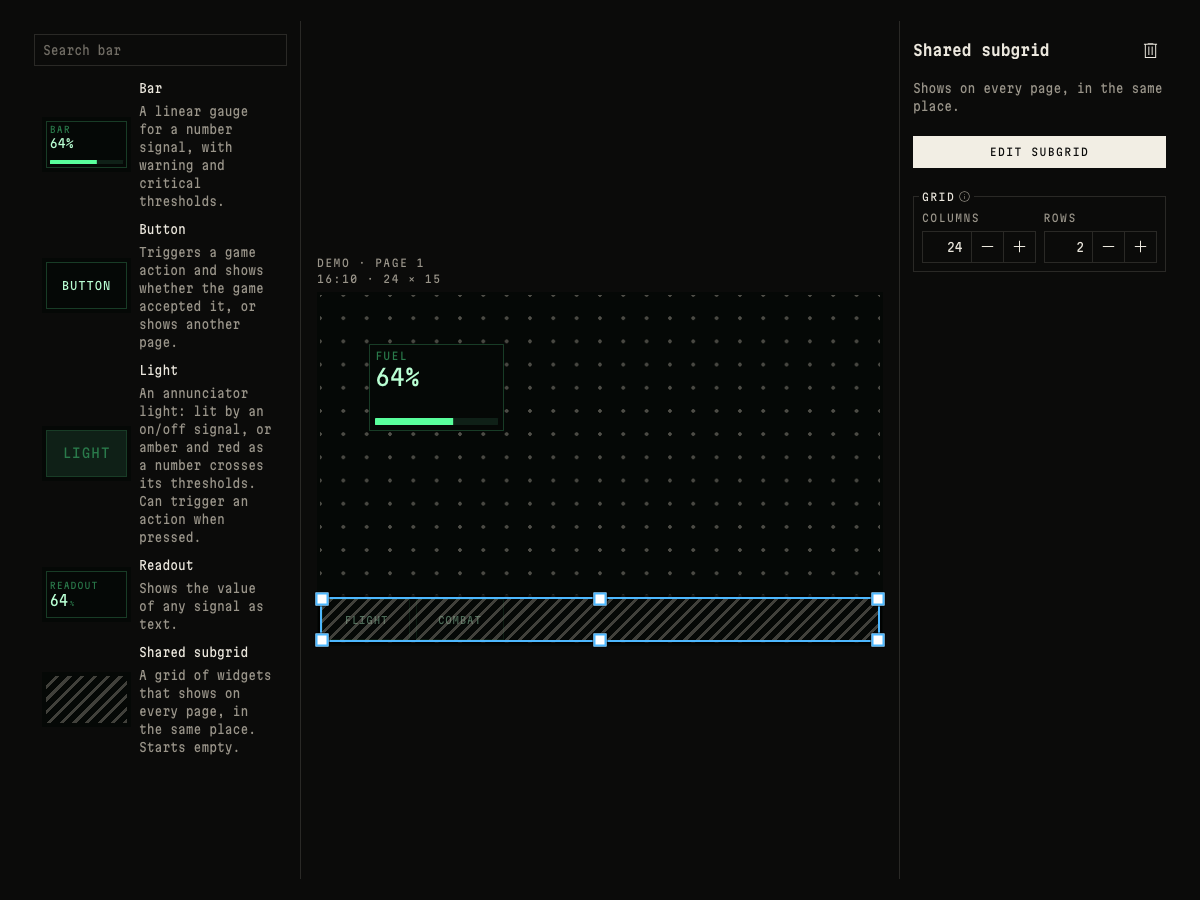 Search bar
BAR
64%
Bar
A linear gauge
for a number
signal, with
warning and
critical
thresholds.
BUTTON
Button
Triggers a game
action and shows
whether the game
accepted it, or
shows another
page.
LIGHT
Light
An annunciator
light: lit by an
on/off signal, or
amber and red as
a number crosses
its thresholds.
Can trigger an
action when
pressed.
READOUT
64%
Readout
Shows the value
of any signal as
text.
Shared subgrid
A grid of widgets
that shows on
every page, in
the same place.
Starts empty.
DEMO · PAGE 1
16:10 · 24 × 15
FUEL
64%
FLIGHT
COMBAT
Shared subgrid
Shows on every page, in the same
place.
EDIT SUBGRID
GRID
COLUMNS
ROWS
24 — +
2 — +